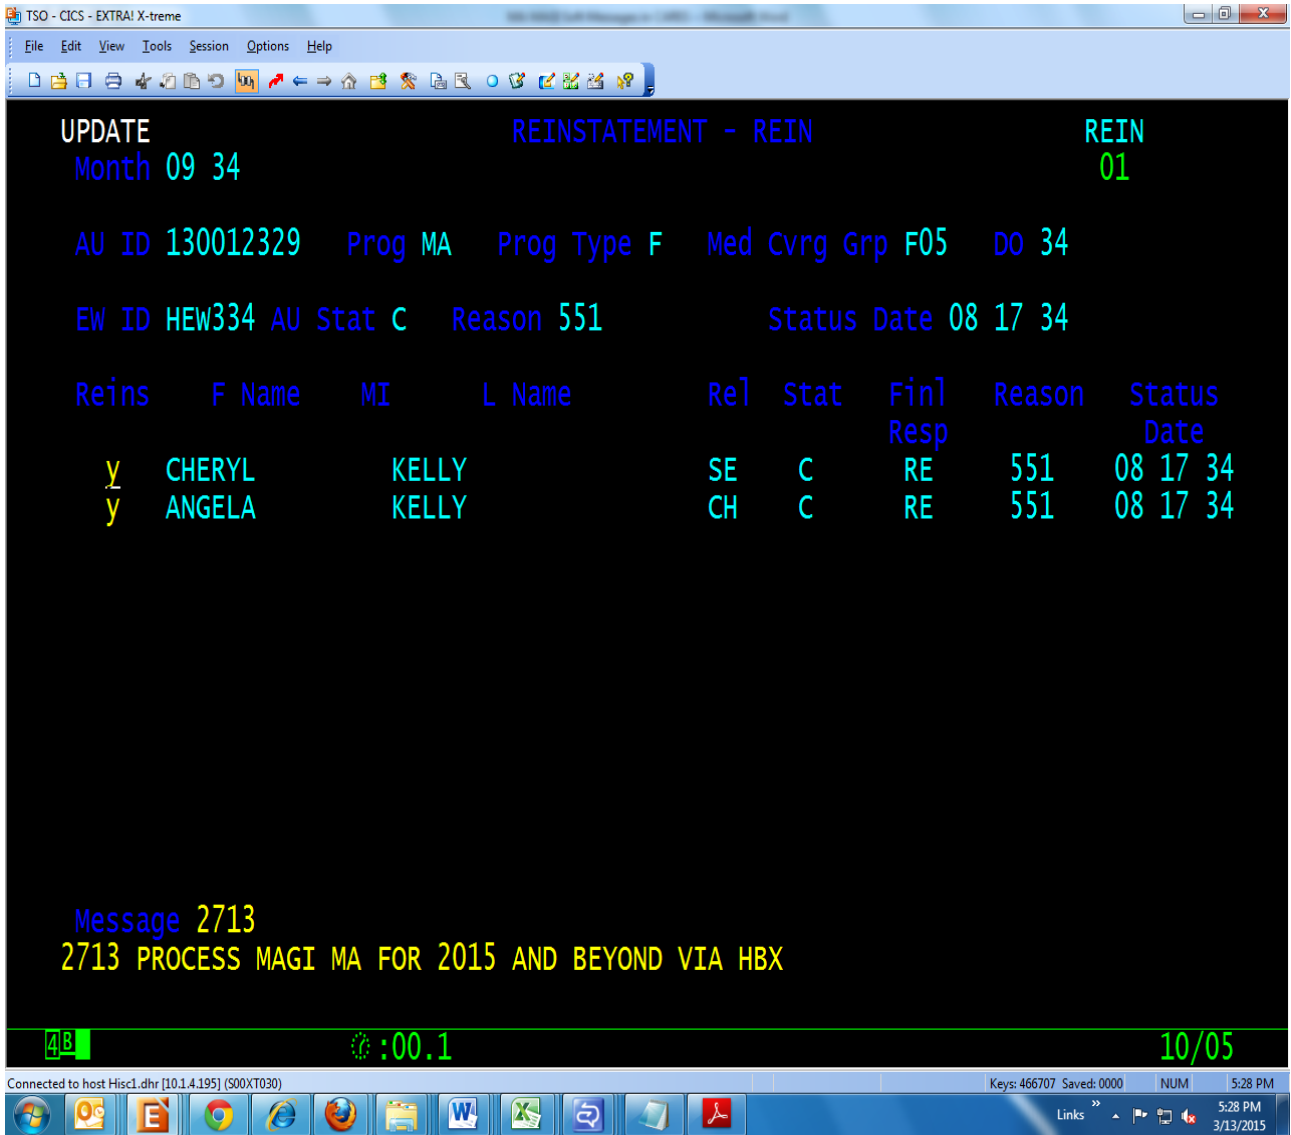 TSO - CICS - EXTRA! X-treme
File Edit View Tools Session Options Help
UPDATE REINSTATEMENT - REIN REIN
Month 09 34 01
AU ID 130012329 Prog MA Prog Type F Med Cvrg Grp F05 DO 34
EW ID HEW334 AU Stat C Reason 551 Status Date 08 17 34
Reins F Name MI L Name Rel Stat Finl Reason Status
Resp Date
y CHERYL KELLY SE C RE 551 08 17 34
y ANGELA KELLY CH C RE 551 08 17 34
Message 2713
2713 PROCESS MAGI MA FOR 2015 AND BEYOND VIA HBX
4B :00.1 10/05
Connected to host Hisc1.dhr [10.1.4.195] (S00XT030) Keys: 466707 Saved: 0000 NUM 5:28 PM
Links » 5:28 PM
3/13/2015